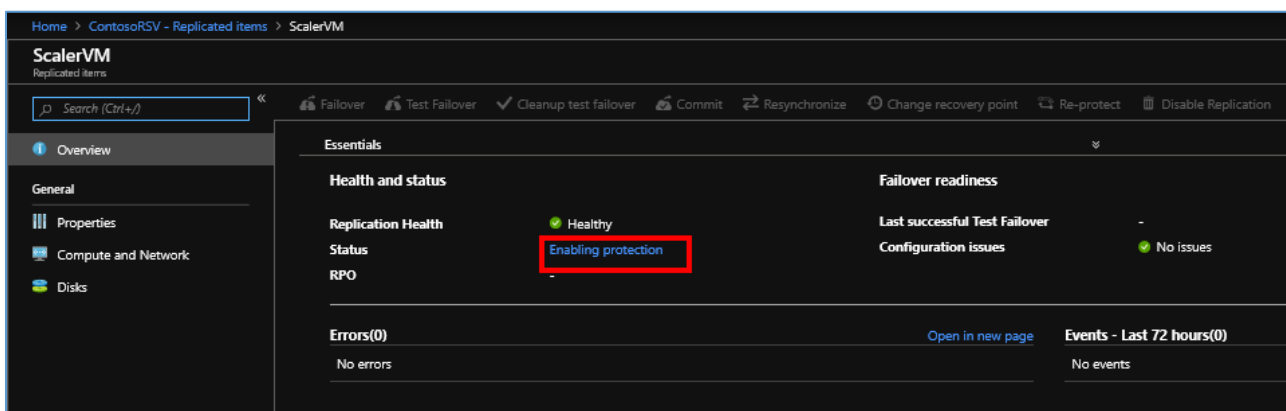 Home > ContosoRSV - Replicated items > ScalerVM
ScalerVM
Replicated items
Search (Ctrl+/)
«
Failover Test Failover Cleanup test failover Commit Resynchronize Change recovery point Re-protect Disable Replication
Overview
General
Properties
Compute and Network
Disks
Essentials
Health and status
Replication Health Healthy
Status Enabling protection
RPO -
Failover readiness
Last successful Test Failover -
Configuration issues No issues
Errors(0) Open in new page
No errors
Events - Last 72 hours(0)
No events